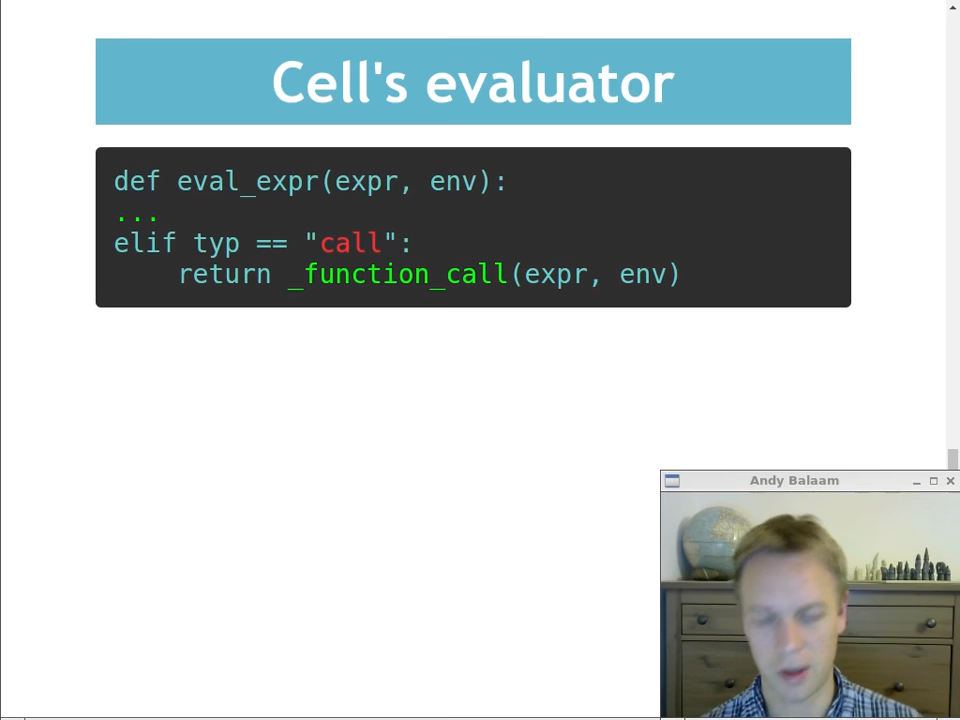 Cell's evaluator
def eval_expr(expr, env):
...
elif typ == "call":
    return _function_call(expr, env)
Andy Balaam